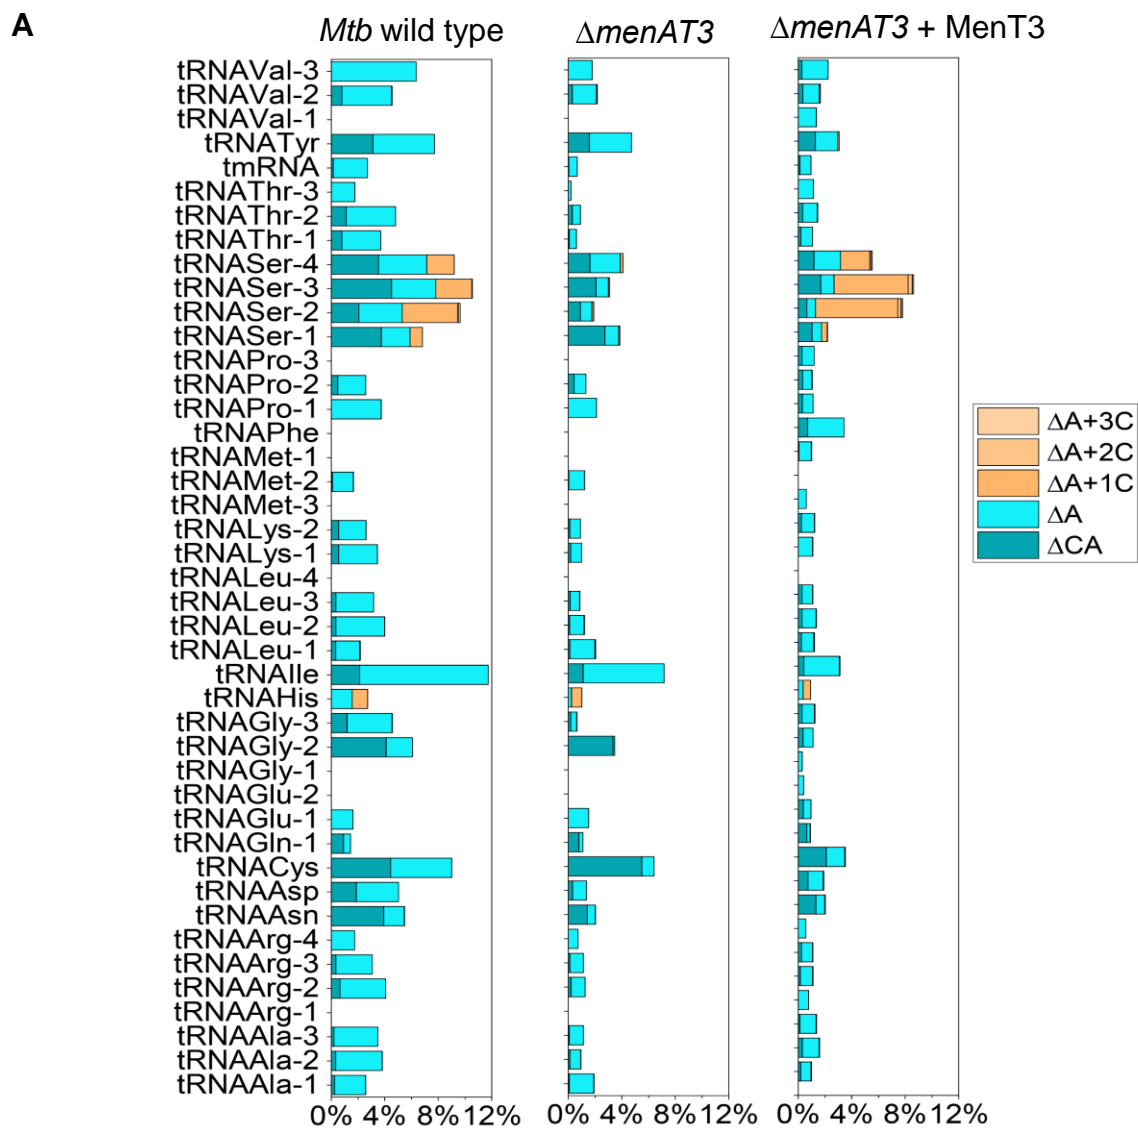 A
Mtb wild type
ΔmenAT3
ΔmenAT3 + MenT3
tRNAVal-3
tRNAVal-2
tRNAVal-1
tRNATyr
tmRNA
tRNAThr-3
tRNAThr-2
tRNAThr-1
tRNASer-4
tRNASer-3
tRNASer-2
tRNASer-1
tRNAPro-3
tRNAPro-2
tRNAPro-1
tRNAPhe
tRNAMet-1
tRNAMet-2
tRNAMet-3
tRNALys-2
tRNALys-1
tRNALeu-4
tRNALeu-3
tRNALeu-2
tRNALeu-1
tRNAIle
tRNAHis
tRNAGly-3
tRNAGly-2
tRNAGly-1
tRNAGlu-2
tRNAGlu-1
tRNAGln-1
tRNACys
tRNAAsp
tRNAAsn
tRNAArg-4
tRNAArg-3
tRNAArg-2
tRNAArg-1
tRNAAla-3
tRNAAla-2
tRNAAla-1
0% 4% 8% 12%
0% 4% 8% 12%
0% 4% 8% 12%
ΔA+3C
ΔA+2C
ΔA+1C
ΔA
ΔCA